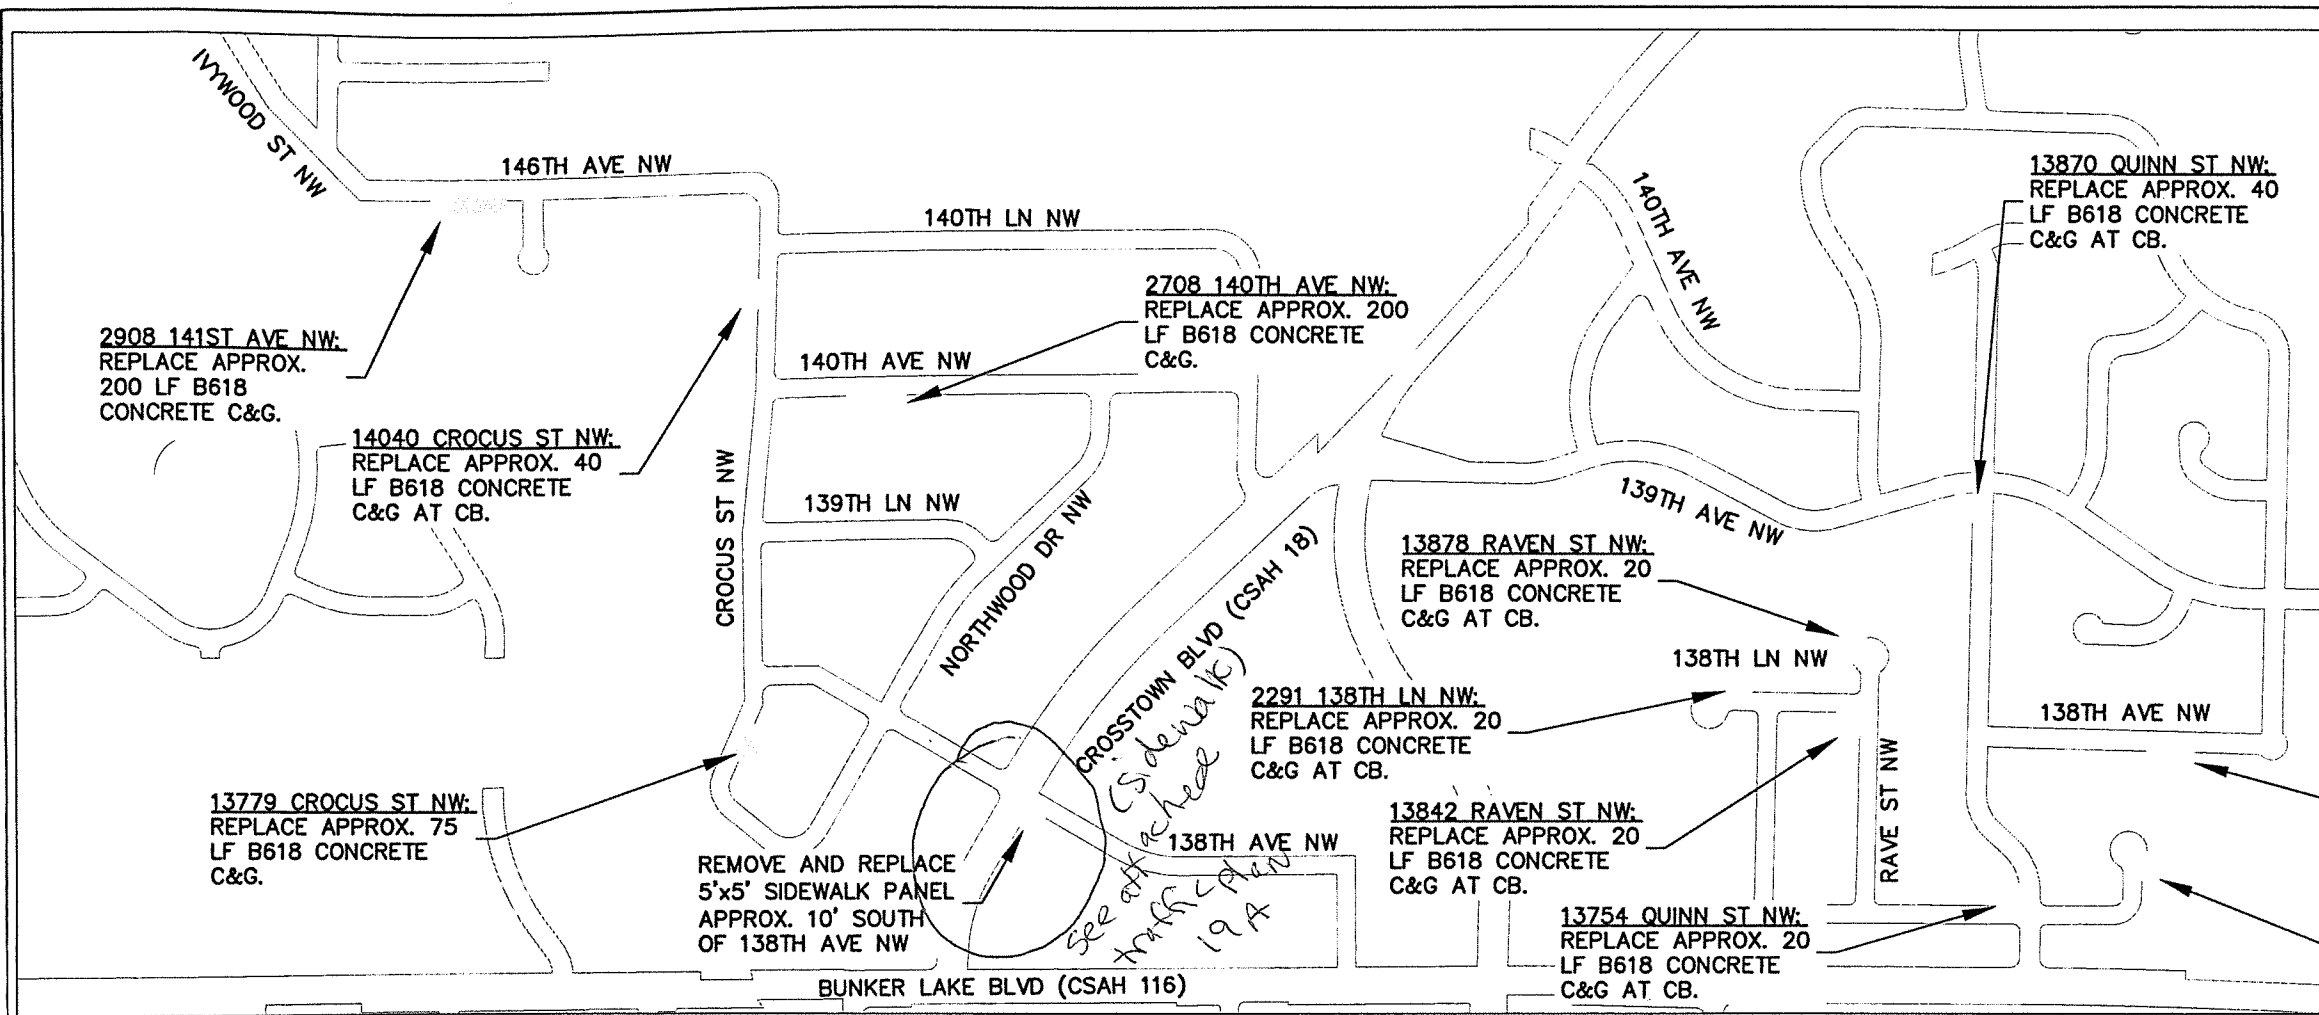 IVYWOOD ST NW
146TH AVE NW
140TH LN NW
140TH AVE NW
13870 QUINN ST NW:
REPLACE APPROX. 40
LF B618 CONCRETE
C&G AT CB.
2908 141ST AVE NW:
REPLACE APPROX.
200 LF B618
CONCRETE C&G.
2708 140TH AVE NW:
REPLACE APPROX. 200
LF B618 CONCRETE
C&G.
140TH AVE NW
14040 CROCUS ST NW:
REPLACE APPROX. 40
LF B618 CONCRETE
C&G AT CB.
CROCUS ST NW
139TH LN NW
NORTHWOOD DR NW
CROSSTOWN BLVD (CSAH 18)
(Sidewalk)
See attached
traffic plan
19A
139TH AVE NW
13878 RAVEN ST NW:
REPLACE APPROX. 20
LF B618 CONCRETE
C&G AT CB.
138TH LN NW
2291 138TH LN NW:
REPLACE APPROX. 20
LF B618 CONCRETE
C&G AT CB.
138TH AVE NW
13779 CROCUS ST NW:
REPLACE APPROX. 75
LF B618 CONCRETE
C&G.
REMOVE AND REPLACE
5'x5' SIDEWALK PANEL
APPROX. 10' SOUTH
OF 138TH AVE NW
138TH AVE NW
13842 RAVEN ST NW:
REPLACE APPROX. 20
LF B618 CONCRETE
C&G AT CB.
RAVE ST NW
13754 QUINN ST NW:
REPLACE APPROX. 20
LF B618 CONCRETE
C&G AT CB.
BUNKER LAKE BLVD (CSAH 116)